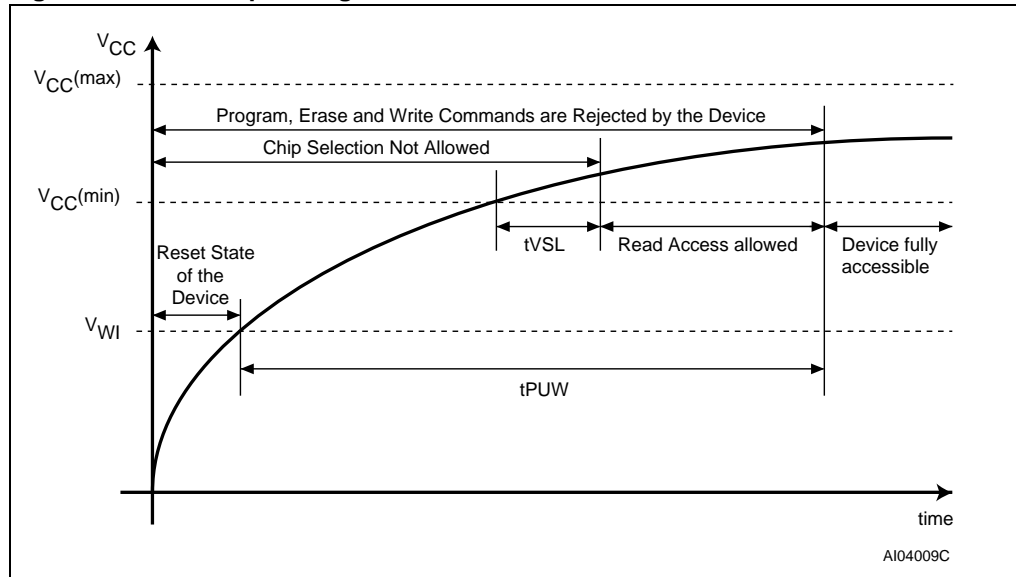 VCC
VCC(max)
Program, Erase and Write Commands are Rejected by the Device
Chip Selection Not Allowed
VCC(min)
Reset State
of the
Device
tVSL
Read Access allowed
Device fully
accessible
VWI
tPUW
time
AI04009C